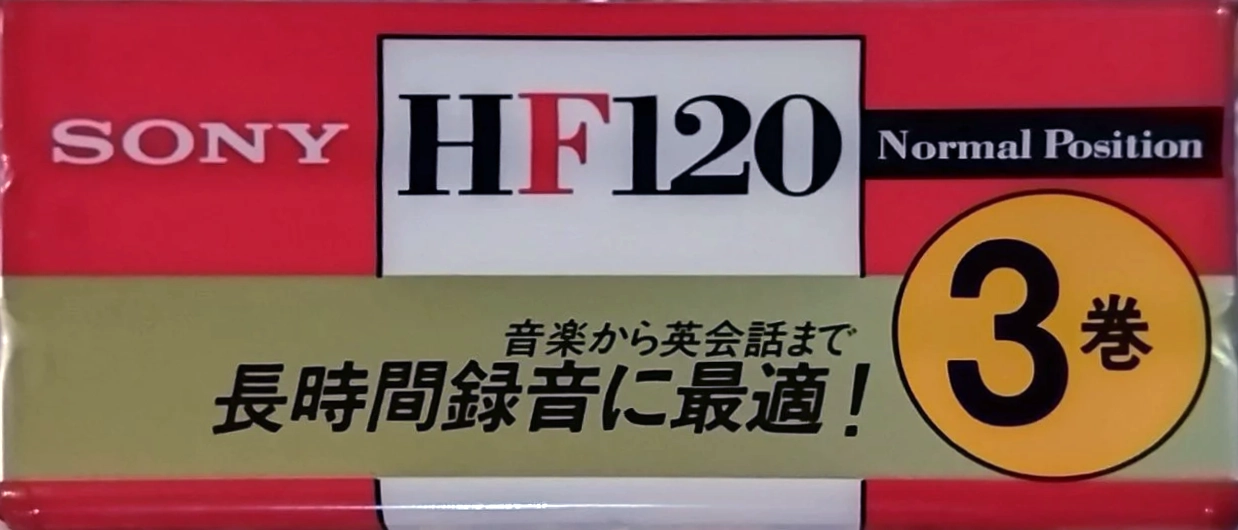 SONY
HF120
Normal Position
3巻
音楽から英会話まで
長時間録音に最適!